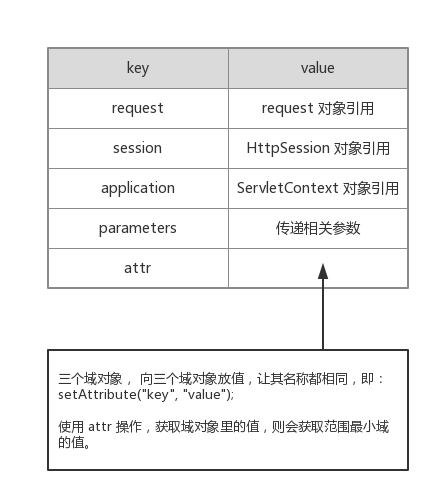 key value
request request 对象引用
session HttpSession 对象引用
application ServletContext 对象引用
parameters 传递相关参数
attr
三个域对象， 向三个域对象放值，让其名称都相同，即：
setAttribute("key", "value");
使用 attr 操作，获取域对象里的值，则会获取范围最小域
的值。